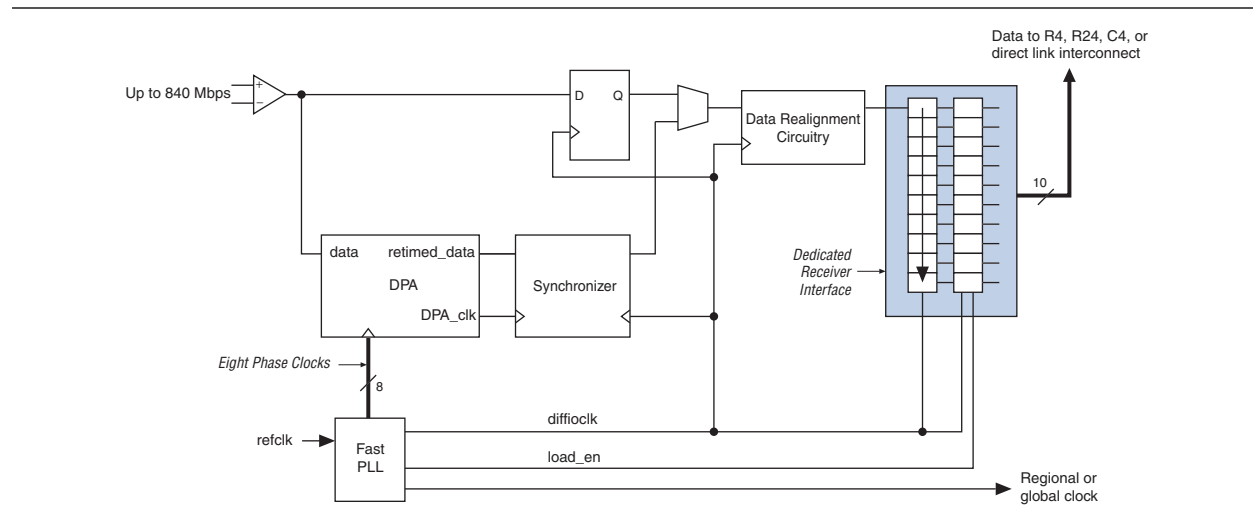 Data to R4, R24, C4, or
direct link interconnect
Up to 840 Mbps
+
−
D Q
Data Realignment
Circuitry
10
data retimed_data
DPA
DPA_clk
Synchronizer
Dedicated
Receiver
Interface
Eight Phase Clocks
8
refclk
Fast
PLL
diffioclk
load_en
Regional or
global clock